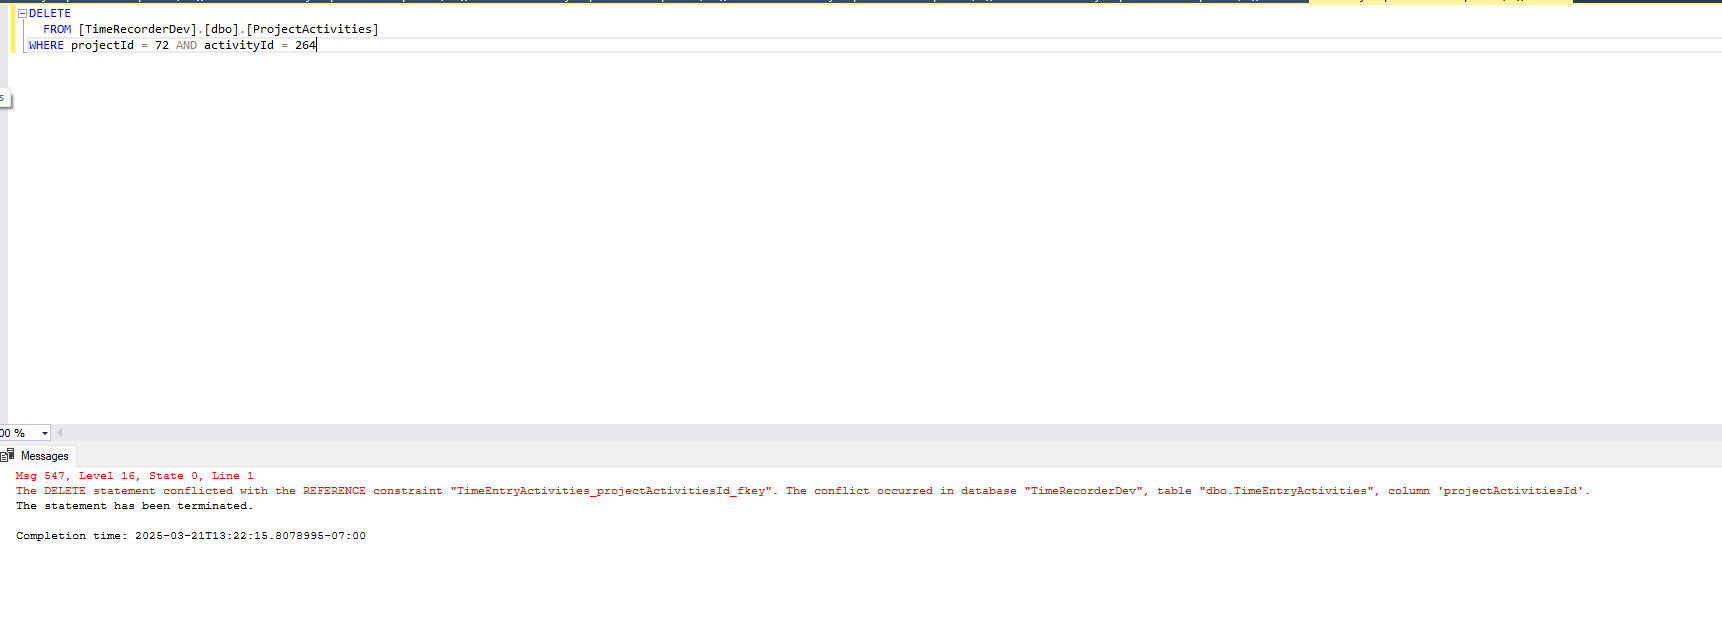 DELETE
FROM [TimeRecorderDev].[dbo].[ProjectActivities]
WHERE projectId = 72 AND activityId = 264
s
00 %
Messages
Msg 547, Level 16, State 0, Line 1
The DELETE statement conflicted with the REFERENCE constraint "TimeEntryActivities_projectActivitiesId_fkey". The conflict occurred in database "TimeRecorderDev", table "dbo.TimeEntryActivities", column 'projectActivitiesId'.
The statement has been terminated.
Completion time: 2025-03-21T13:22:15.8078995-07:00